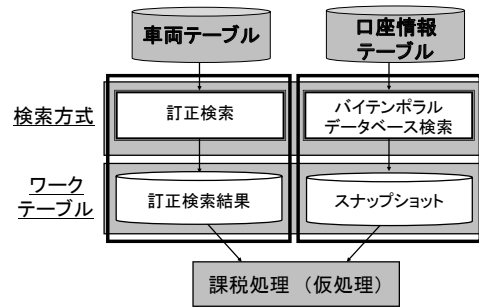 車両テーブル
口座情報
テーブル
検索方式
訂正検索
バイテンポラル
データベース検索
ワーク
テーブル
訂正検索結果
スナップショット
課税処理（仮処理）